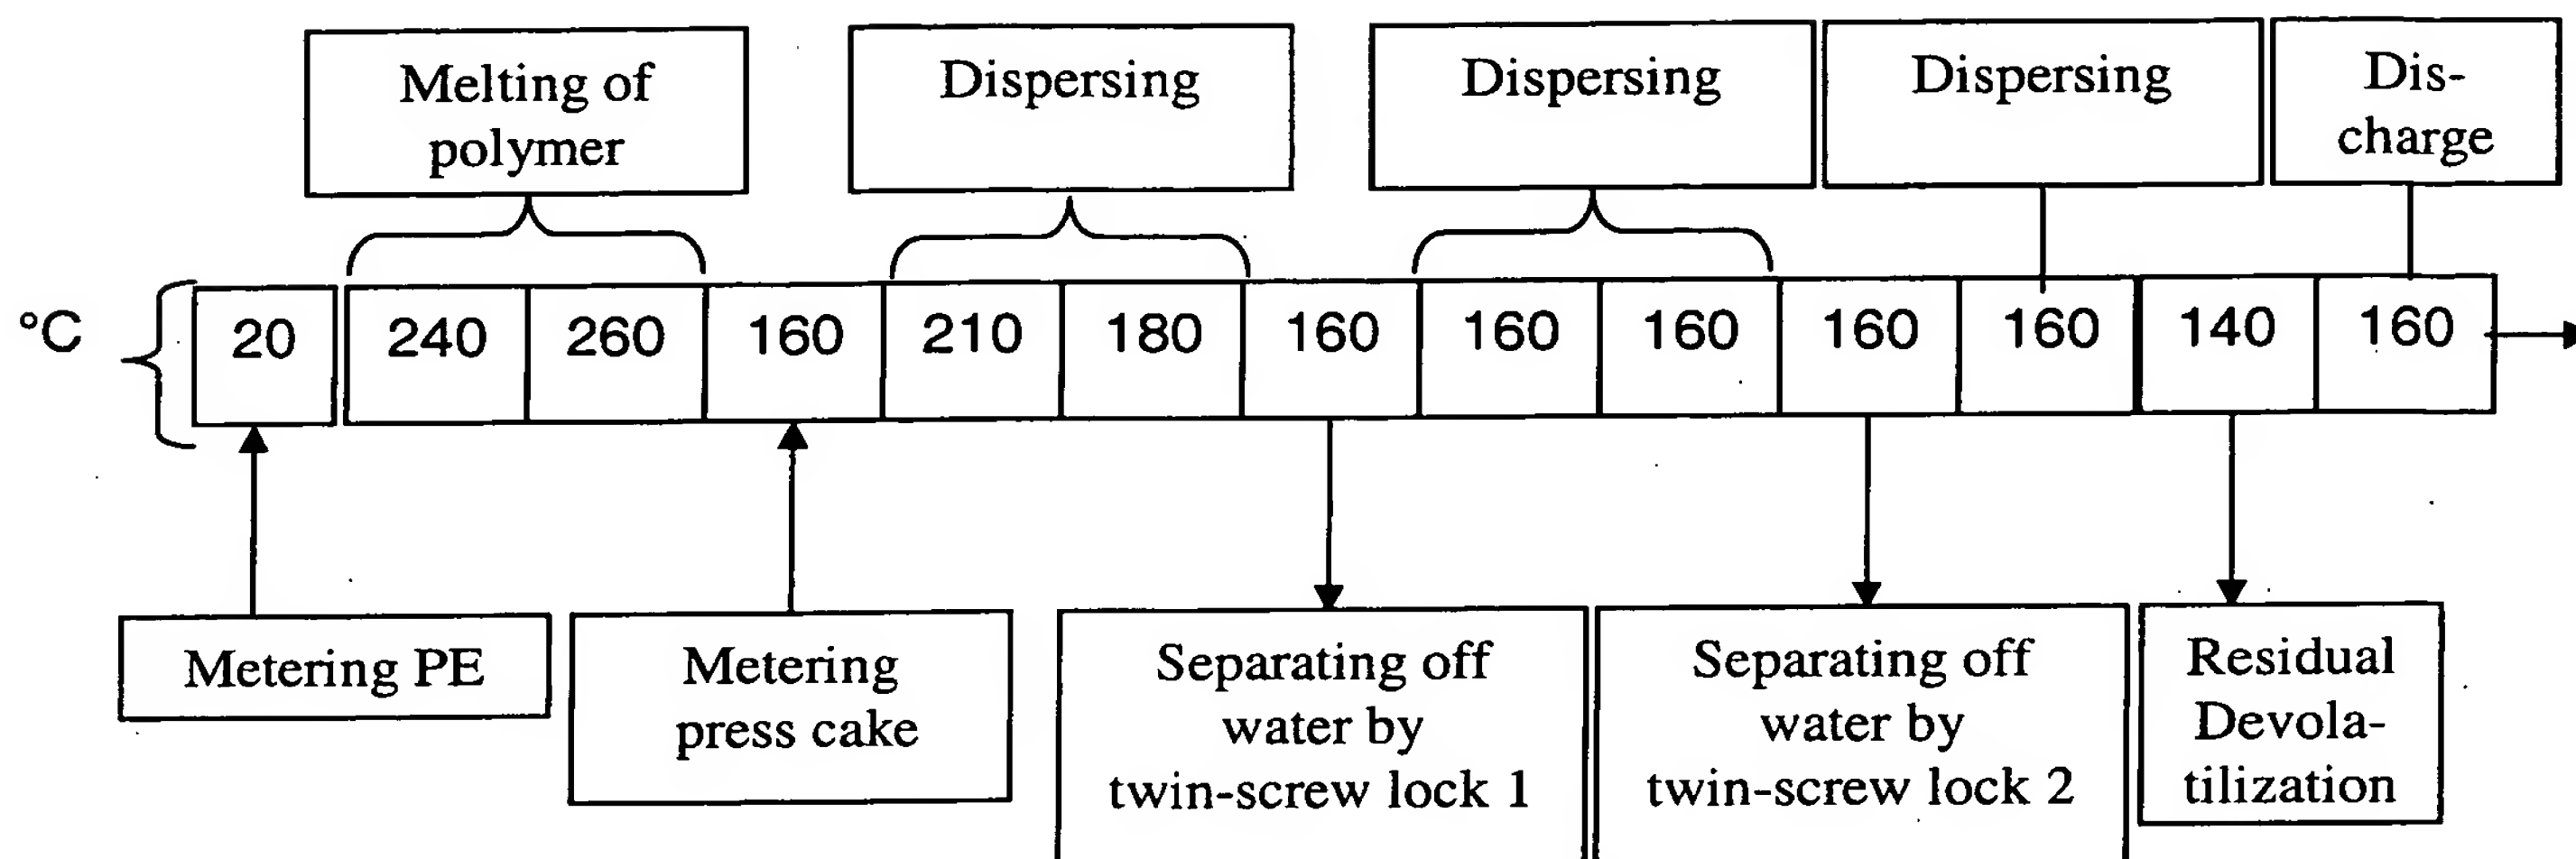 Melting of
polymer
Dispersing
Dispersing
Dispersing
Dis-
charge
°C
20
240
260
160
210
180
160
160
160
160
160
140
160
Metering PE
Metering
press cake
Separating off
water by
twin-screw lock 1
Separating off
water by
twin-screw lock 2
Residual
Devola-
tilization